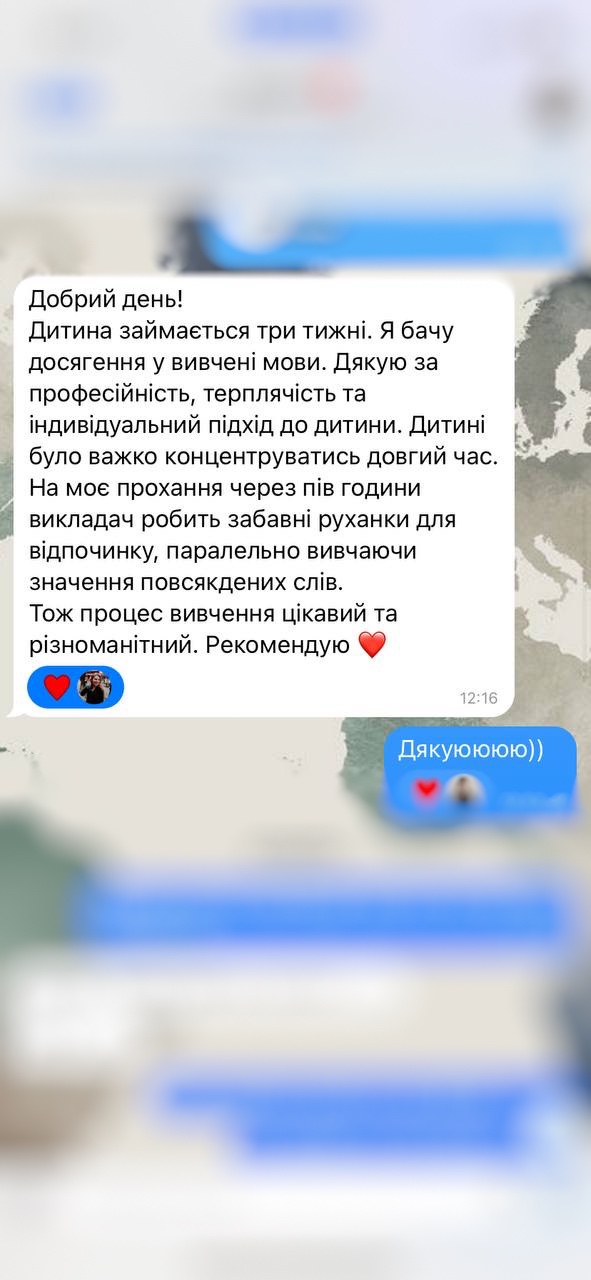 Добрий день!
Дитина займається три тижні. Я бачу
досягення у вивчені мови. Дякую за
професійність, терплячість та
індивідуальний підхід до дитини. Дитині
було важко концентруватись довгий час.
На моє прохання через пів години
викладач робить забавні руханки для
відпочинку, паралельно вивчаючи
значення повсякдених слів.
Тож процес вивчення цікавий та
різноманітний. Рекомендую ❤️
12:16
Дякуюююю))